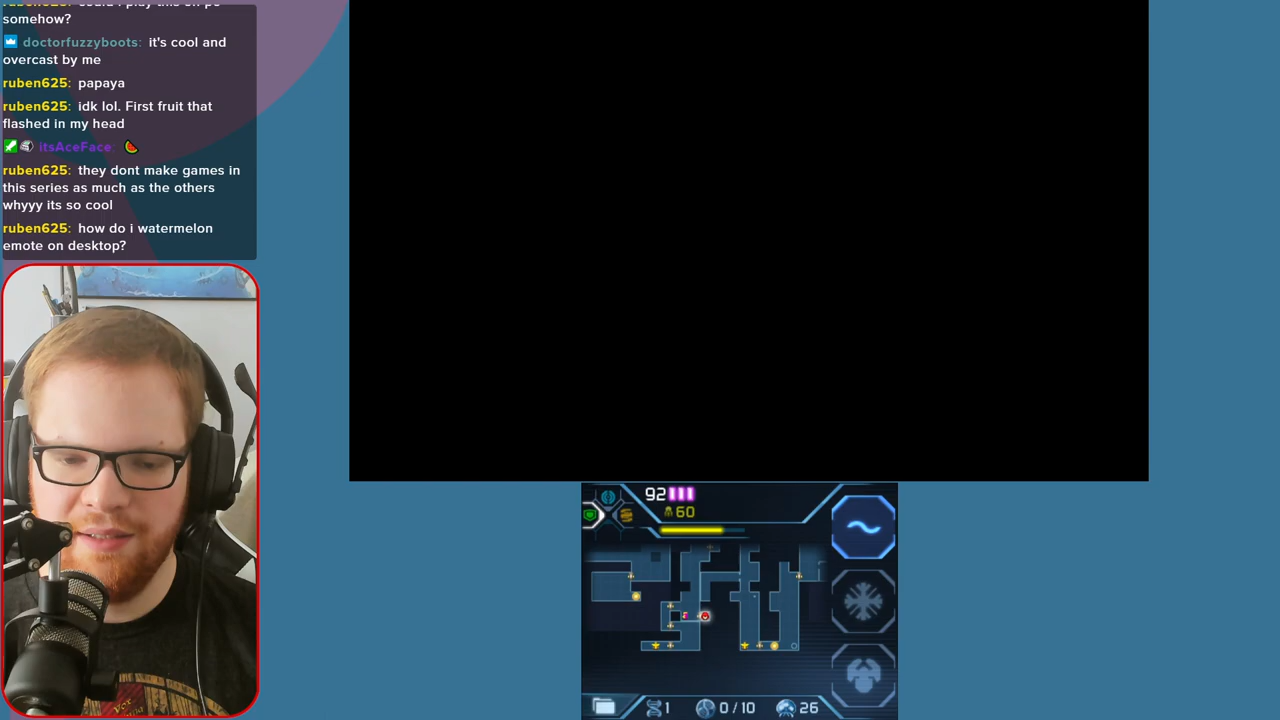 somehow?
doctorfuzzyboots: it's cool and
overcast by me
ruben625: papaya
ruben625: idk lol. First fruit that
flashed in my head
itsAceFace:
ruben625: they dont make games in
this series as much as the others
whyyy its so cool
ruben625: how do i watermelon
emote on desktop?
92
60
1
0/10
26